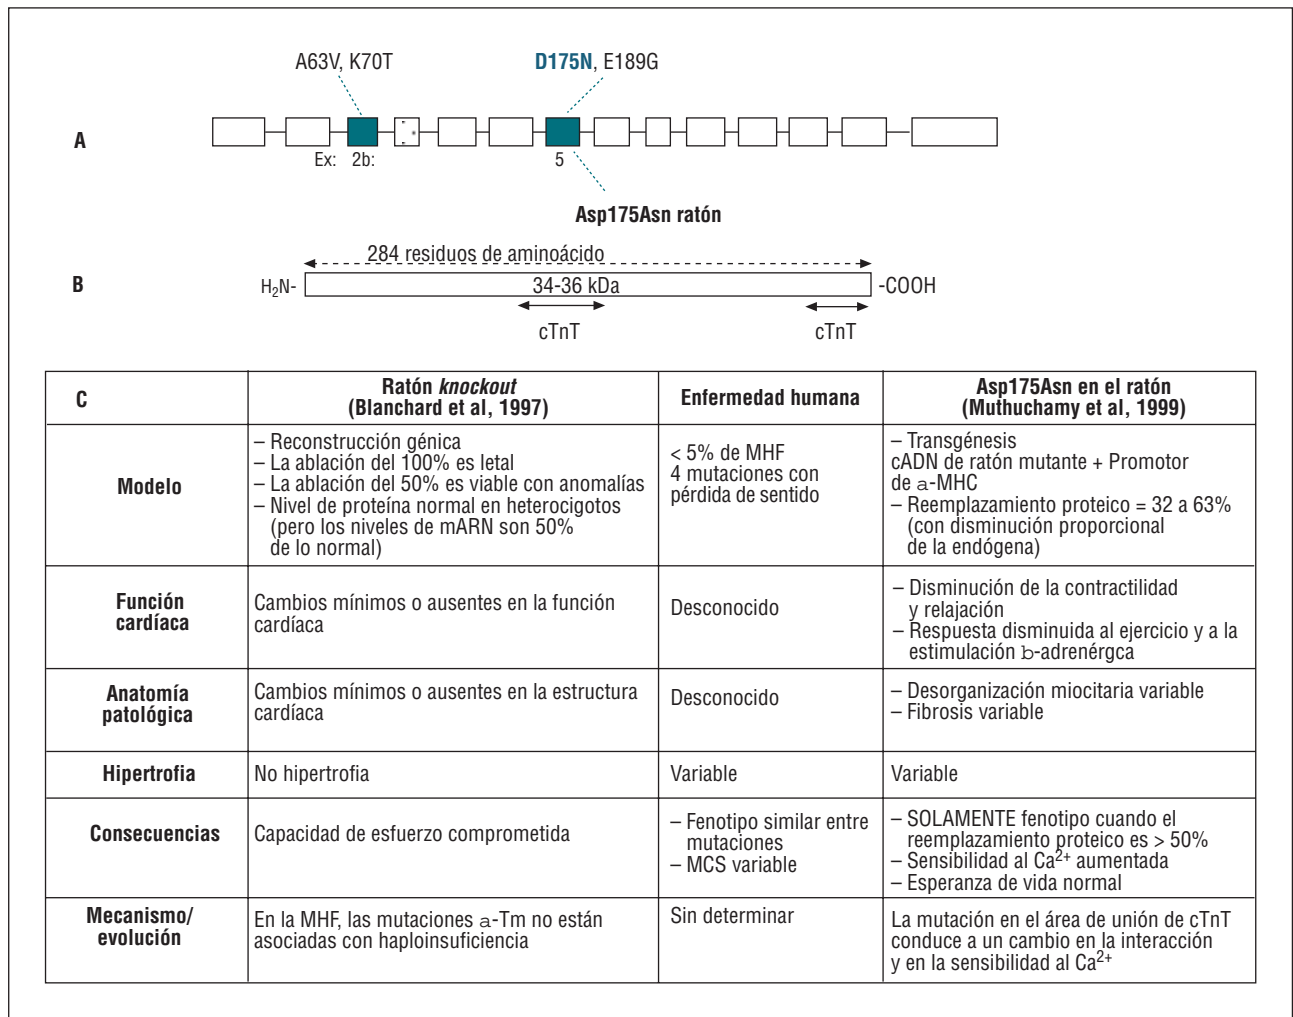 A63V, K70T
D175N, E189G
A
Ex: 2b:
5
Asp175Asn ratón
284 residuos de aminoácido
B
H2N-
34-36 kDa
-COOH
cTnT
cTnT
C
Ratón knockout
(Blanchard et al, 1997)
Enfermedad humana
Asp175Asn en el ratón
(Muthuchamy et al, 1999)
Modelo
– Reconstrucción génica
– La ablación del 100% es letal
– La ablación del 50% es viable con anomalías
– Nivel de proteína normal en heterocigotos
(pero los niveles de mARN son 50%
de lo normal)
< 5% de MHF
4 mutaciones con
pérdida de sentido
– Transgénesis
cADN de ratón mutante + Promotor
de a-MHC
– Reemplazamiento proteico = 32 a 63%
(con disminución proporcional
de la endógena)
Función
cardíaca
Cambios mínimos o ausentes en la función
cardíaca
Desconocido
– Disminución de la contractilidad
y relajación
– Respuesta disminuida al ejercicio y a la
estimulación b-adrenérgca
Anatomía
patológica
Cambios mínimos o ausentes en la estructura
cardíaca
Desconocido
– Desorganización miocitaria variable
– Fibrosis variable
Hipertrofia
No hipertrofia
Variable
Variable
Consecuencias
Capacidad de esfuerzo comprometida
– Fenotipo similar entre
mutaciones
– MCS variable
– SOLAMENTE fenotipo cuando el
reemplazamiento proteico es > 50%
– Sensibilidad al Ca2+ aumentada
– Esperanza de vida normal
Mecanismo/
evolución
En la MHF, las mutaciones a-Tm no están
asociadas con haploinsuficiencia
Sin determinar
La mutación en el área de unión de cTnT
conduce a un cambio en la interacción
y en la sensibilidad al Ca2+